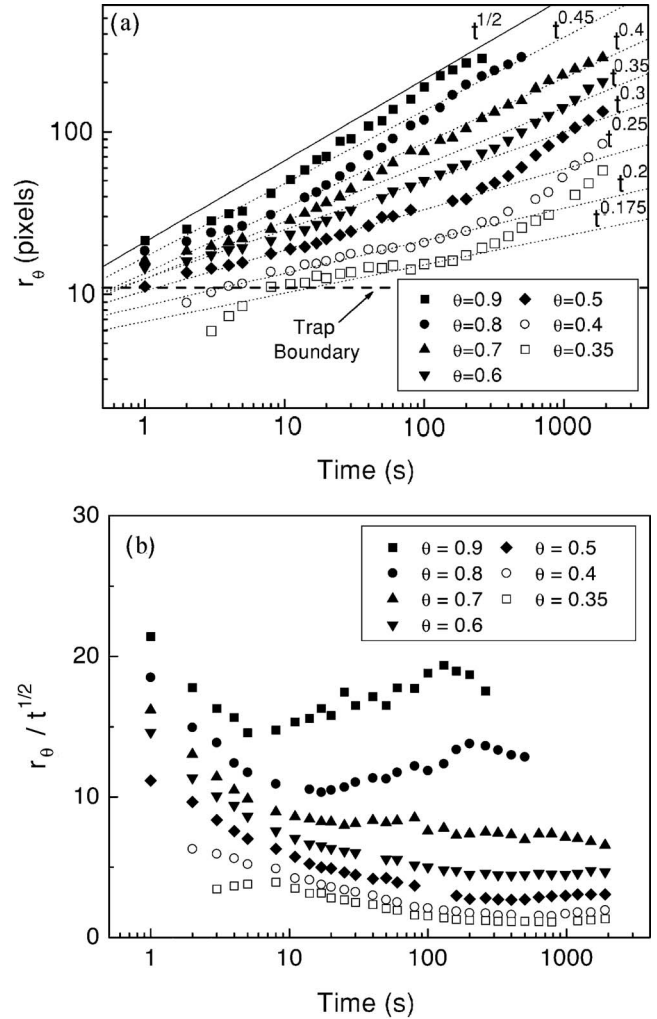 (a)
t^1/2
t^0.45
t^0.4
t^0.35
t^0.3
t^0.25
t^0.2
t^0.175
r_θ (pixels)
100
10
Trap
Boundary
θ=0.9 θ=0.5
θ=0.8 θ=0.4
θ=0.7 θ=0.35
θ=0.6
1 10 100 1000
Time (s)
(b)
r_θ / t^1/2
30
20
10
0
θ = 0.9 θ = 0.5
θ = 0.8 θ = 0.4
θ = 0.7 θ = 0.35
θ = 0.6
1 10 100 1000
Time (s)